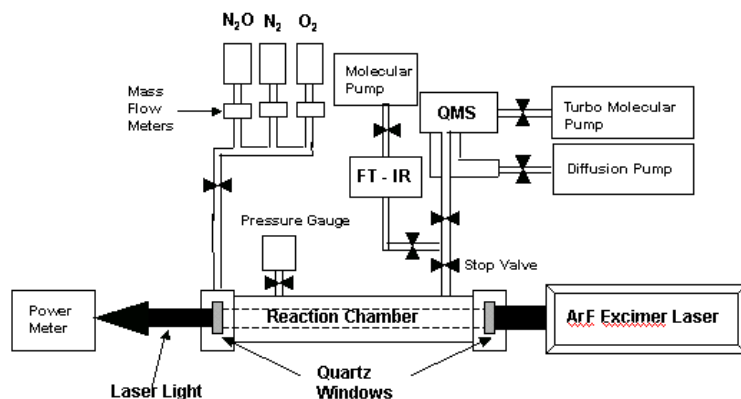 N₂O N₂ O₂
Mass
Flow
Meters
Molecular
Pump
QMS
Turbo Molecular
Pump
FT - IR
Diffusion Pump
Pressure Gauge
Stop Valve
Power
Meter
Reaction Chamber
ArF Excimer Laser
Quartz
Windows
Laser Light